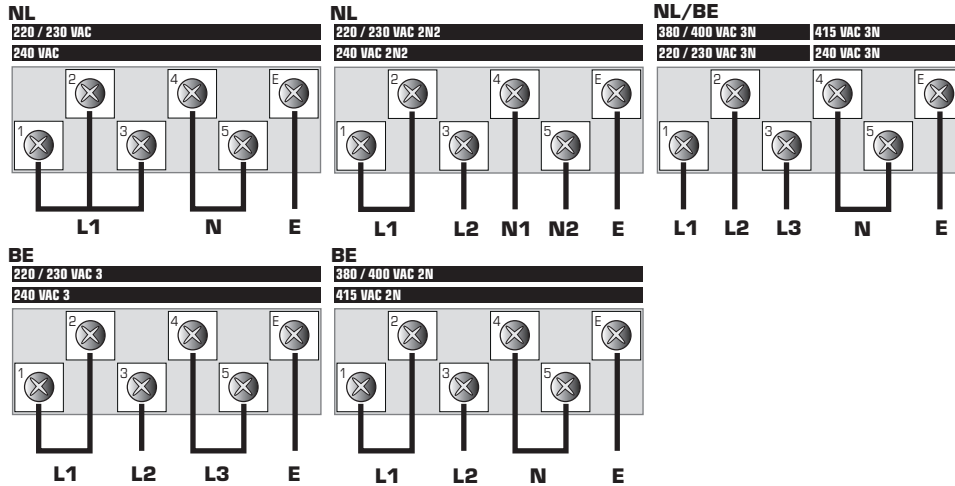 NL
220 / 230 VAC
240 VAC
2 4 E
1 3 5
L1 N E
NL
220 / 230 VAC 2N2
240 VAC 2N2
2 4 E
1 3 5
L1 L2 N1 N2 E
NL/BE
380 / 400 VAC 3N 415 VAC 3N
220 / 230 VAC 3N 240 VAC 3N
2 4 E
1 3 5
L1 L2 L3 N E
BE
220 / 230 VAC 3
240 VAC 3
2 4 E
1 3 5
L1 L2 L3 E
BE
380 / 400 VAC 2N
415 VAC 2N
2 4 E
1 3 5
L1 L2 N E